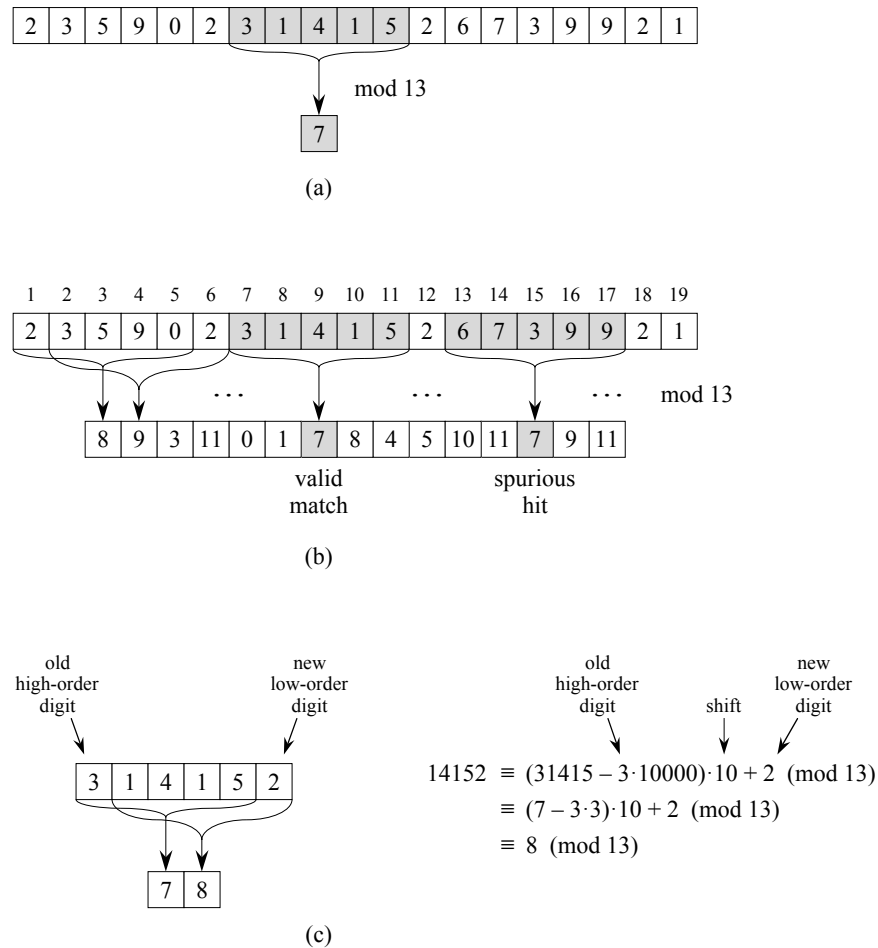 2 3 5 9 0 2 3 1 4 1 5 2 6 7 3 9 9 2 1
mod 13
7
(a)
1 2 3 4 5 6 7 8 9 10 11 12 13 14 15 16 17 18 19
2 3 5 9 0 2 3 1 4 1 5 2 6 7 3 9 9 2 1
… … … mod 13
8 9 3 11 0 1 7 8 4 5 10 11 7 9 11
valid
match
spurious
hit
(b)
old
high-order
digit
new
low-order
digit
3 1 4 1 5 2
7 8
old
high-order
digit
shift
new
low-order
digit
14152 ≡ (31415 – 3·10000)·10 + 2 (mod 13)
≡ (7 – 3·3)·10 + 2 (mod 13)
≡ 8 (mod 13)
(c)